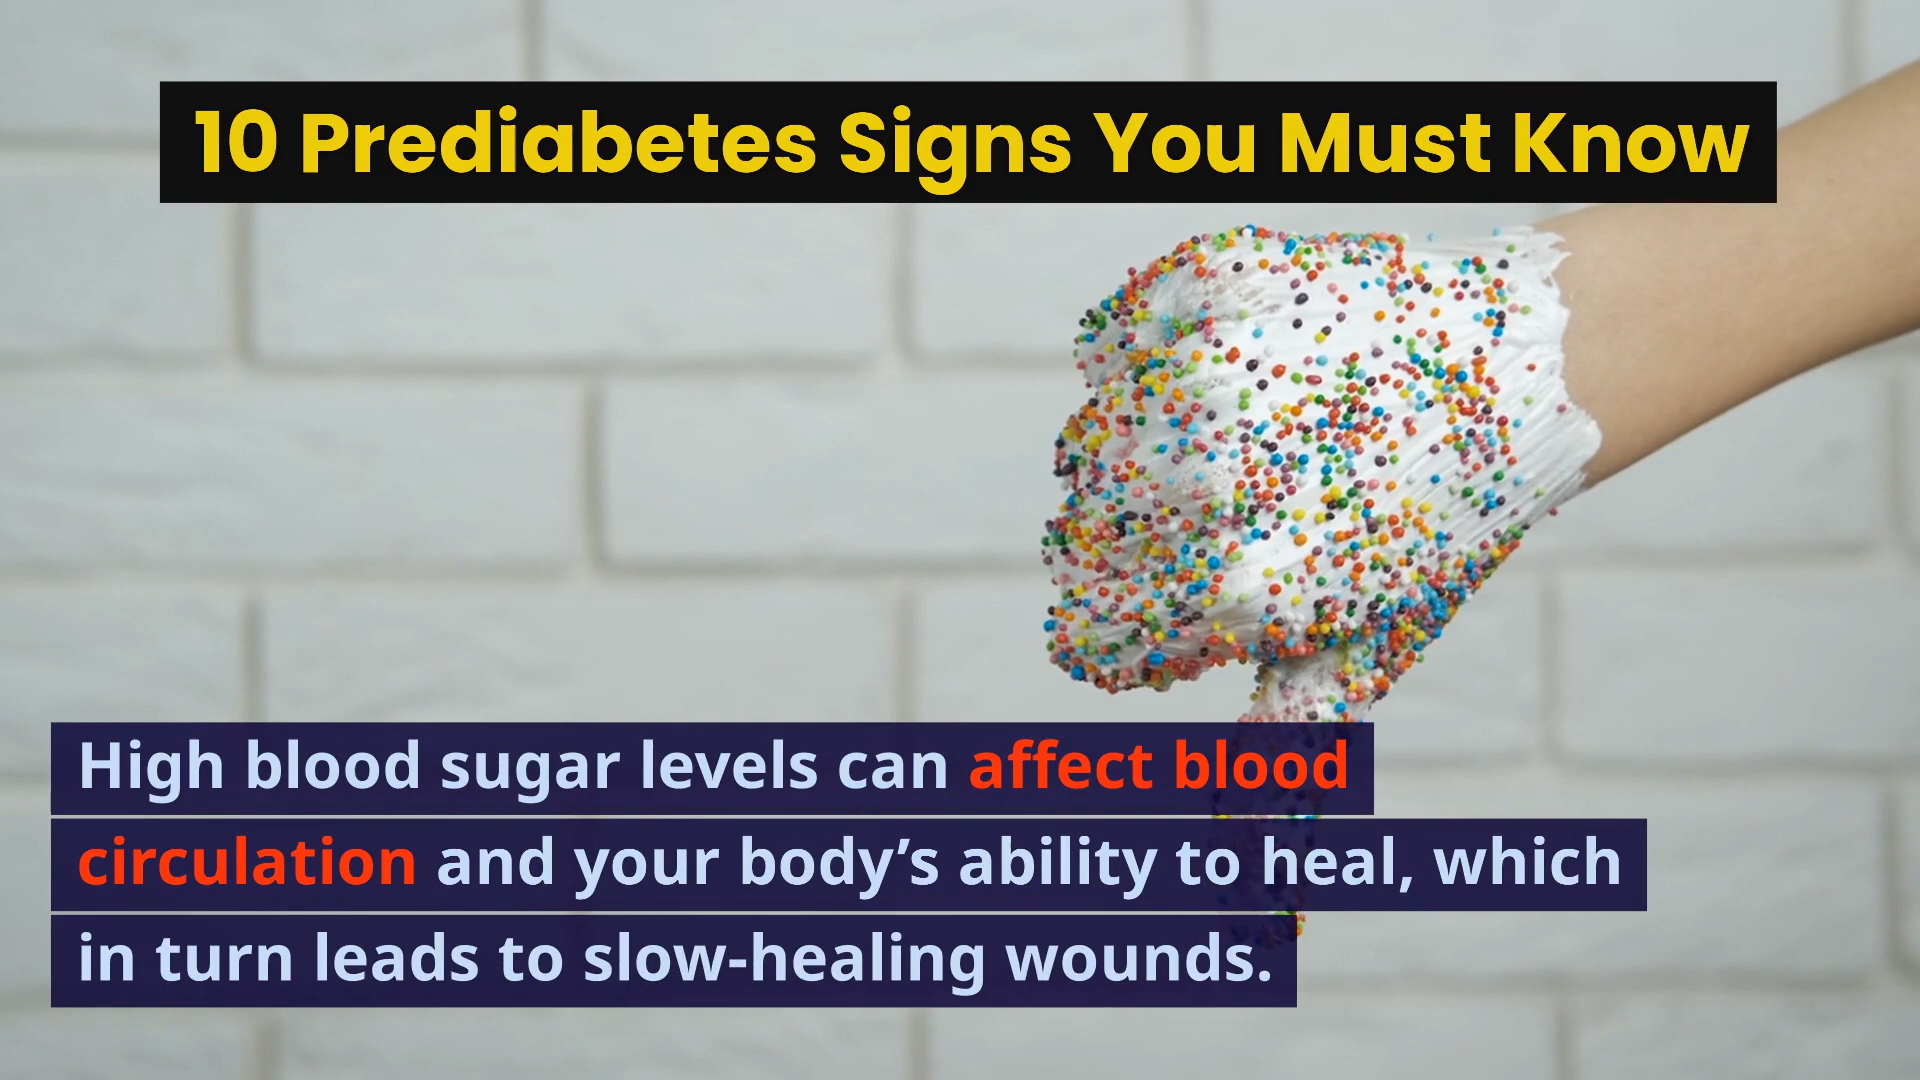 10 Prediabetes Signs You Must Know
High blood sugar levels can affect blood
circulation and your body’s ability to heal, which
in turn leads to slow-healing wounds.